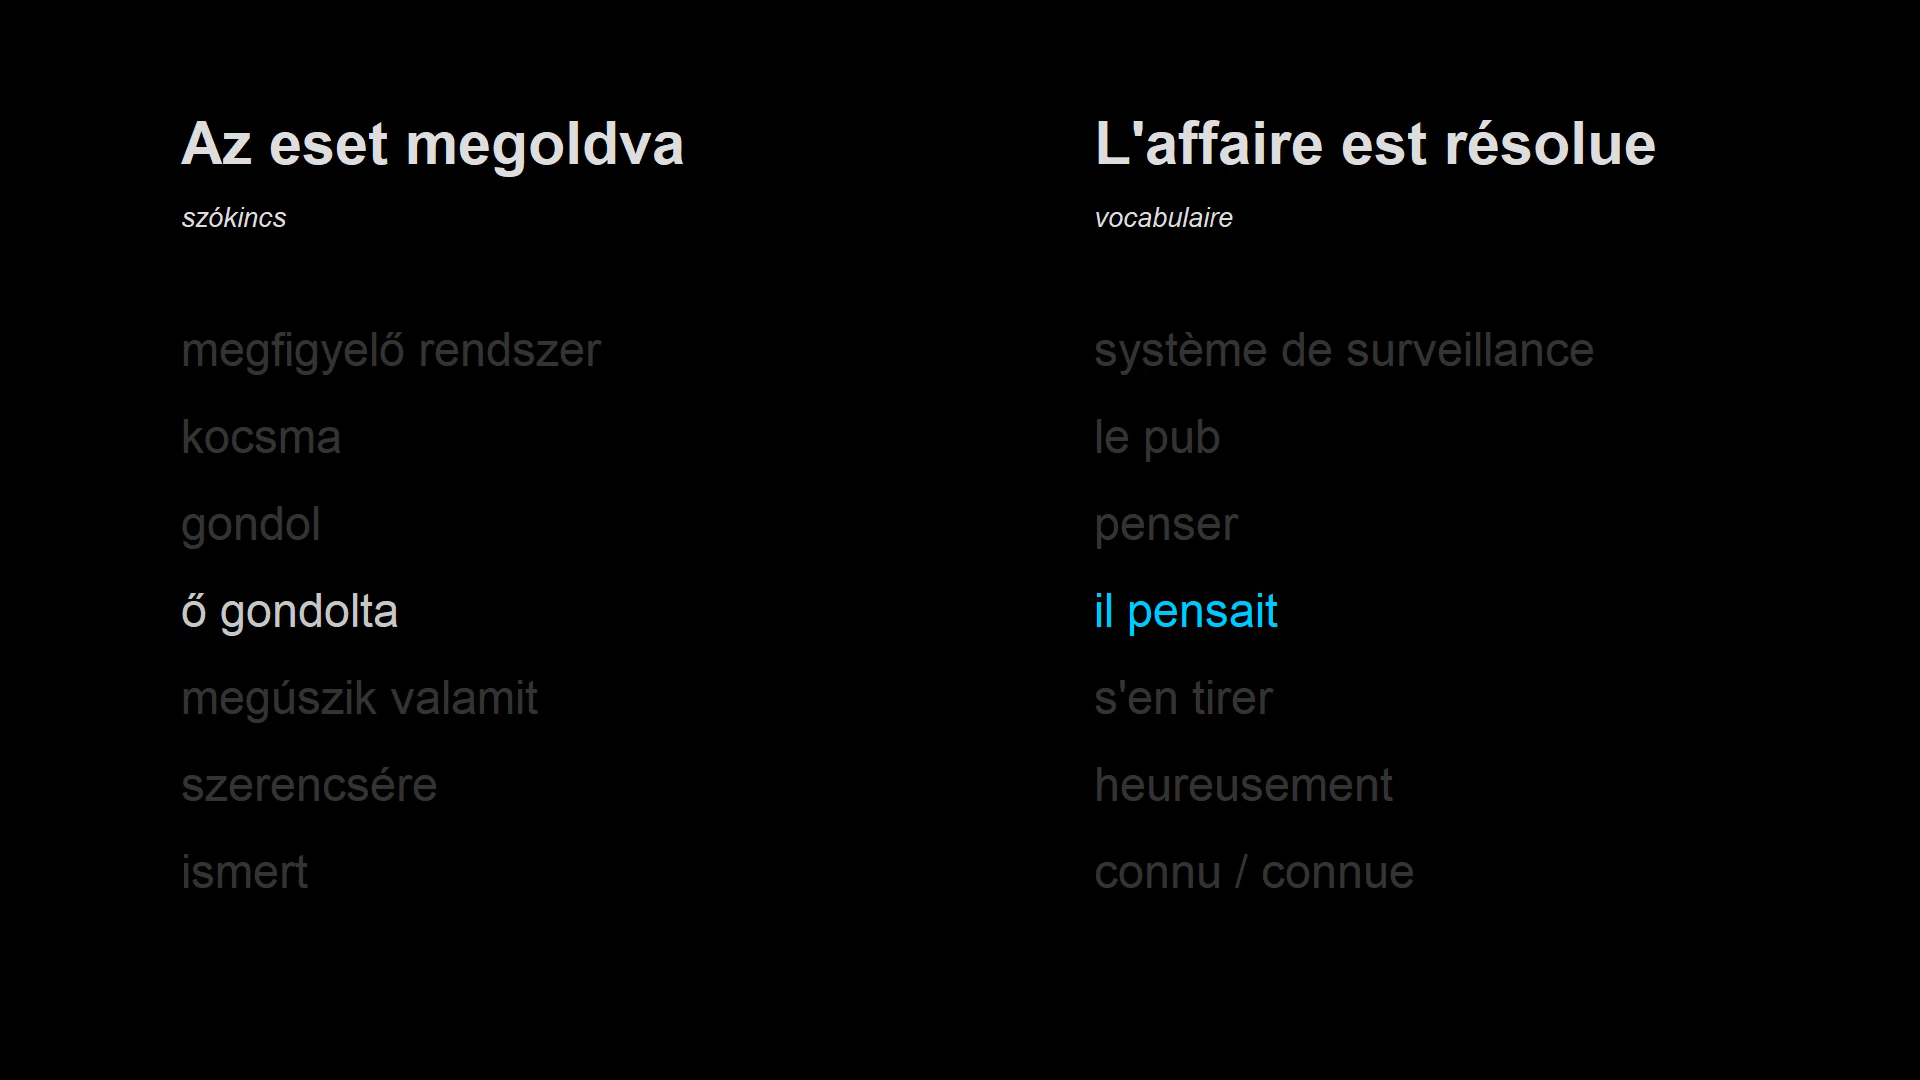 Az eset megoldva
szókincs
megfigyelő rendszer
kocsma
gondol
ő gondolta
megúszik valamit
szerencsére
ismert
L'affaire est résolue
vocabulaire
système de surveillance
le pub
penser
il pensait
s'en tirer
heureusement
connu / connue